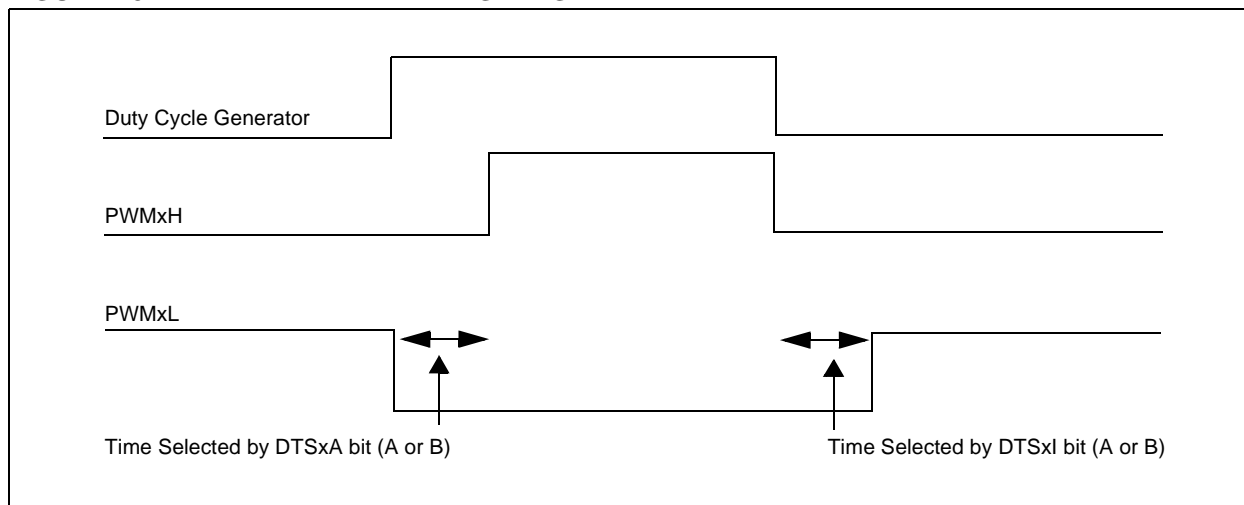 Duty Cycle Generator
PWMxH
PWMxL
Time Selected by DTSxA bit (A or B)
Time Selected by DTSxI bit (A or B)